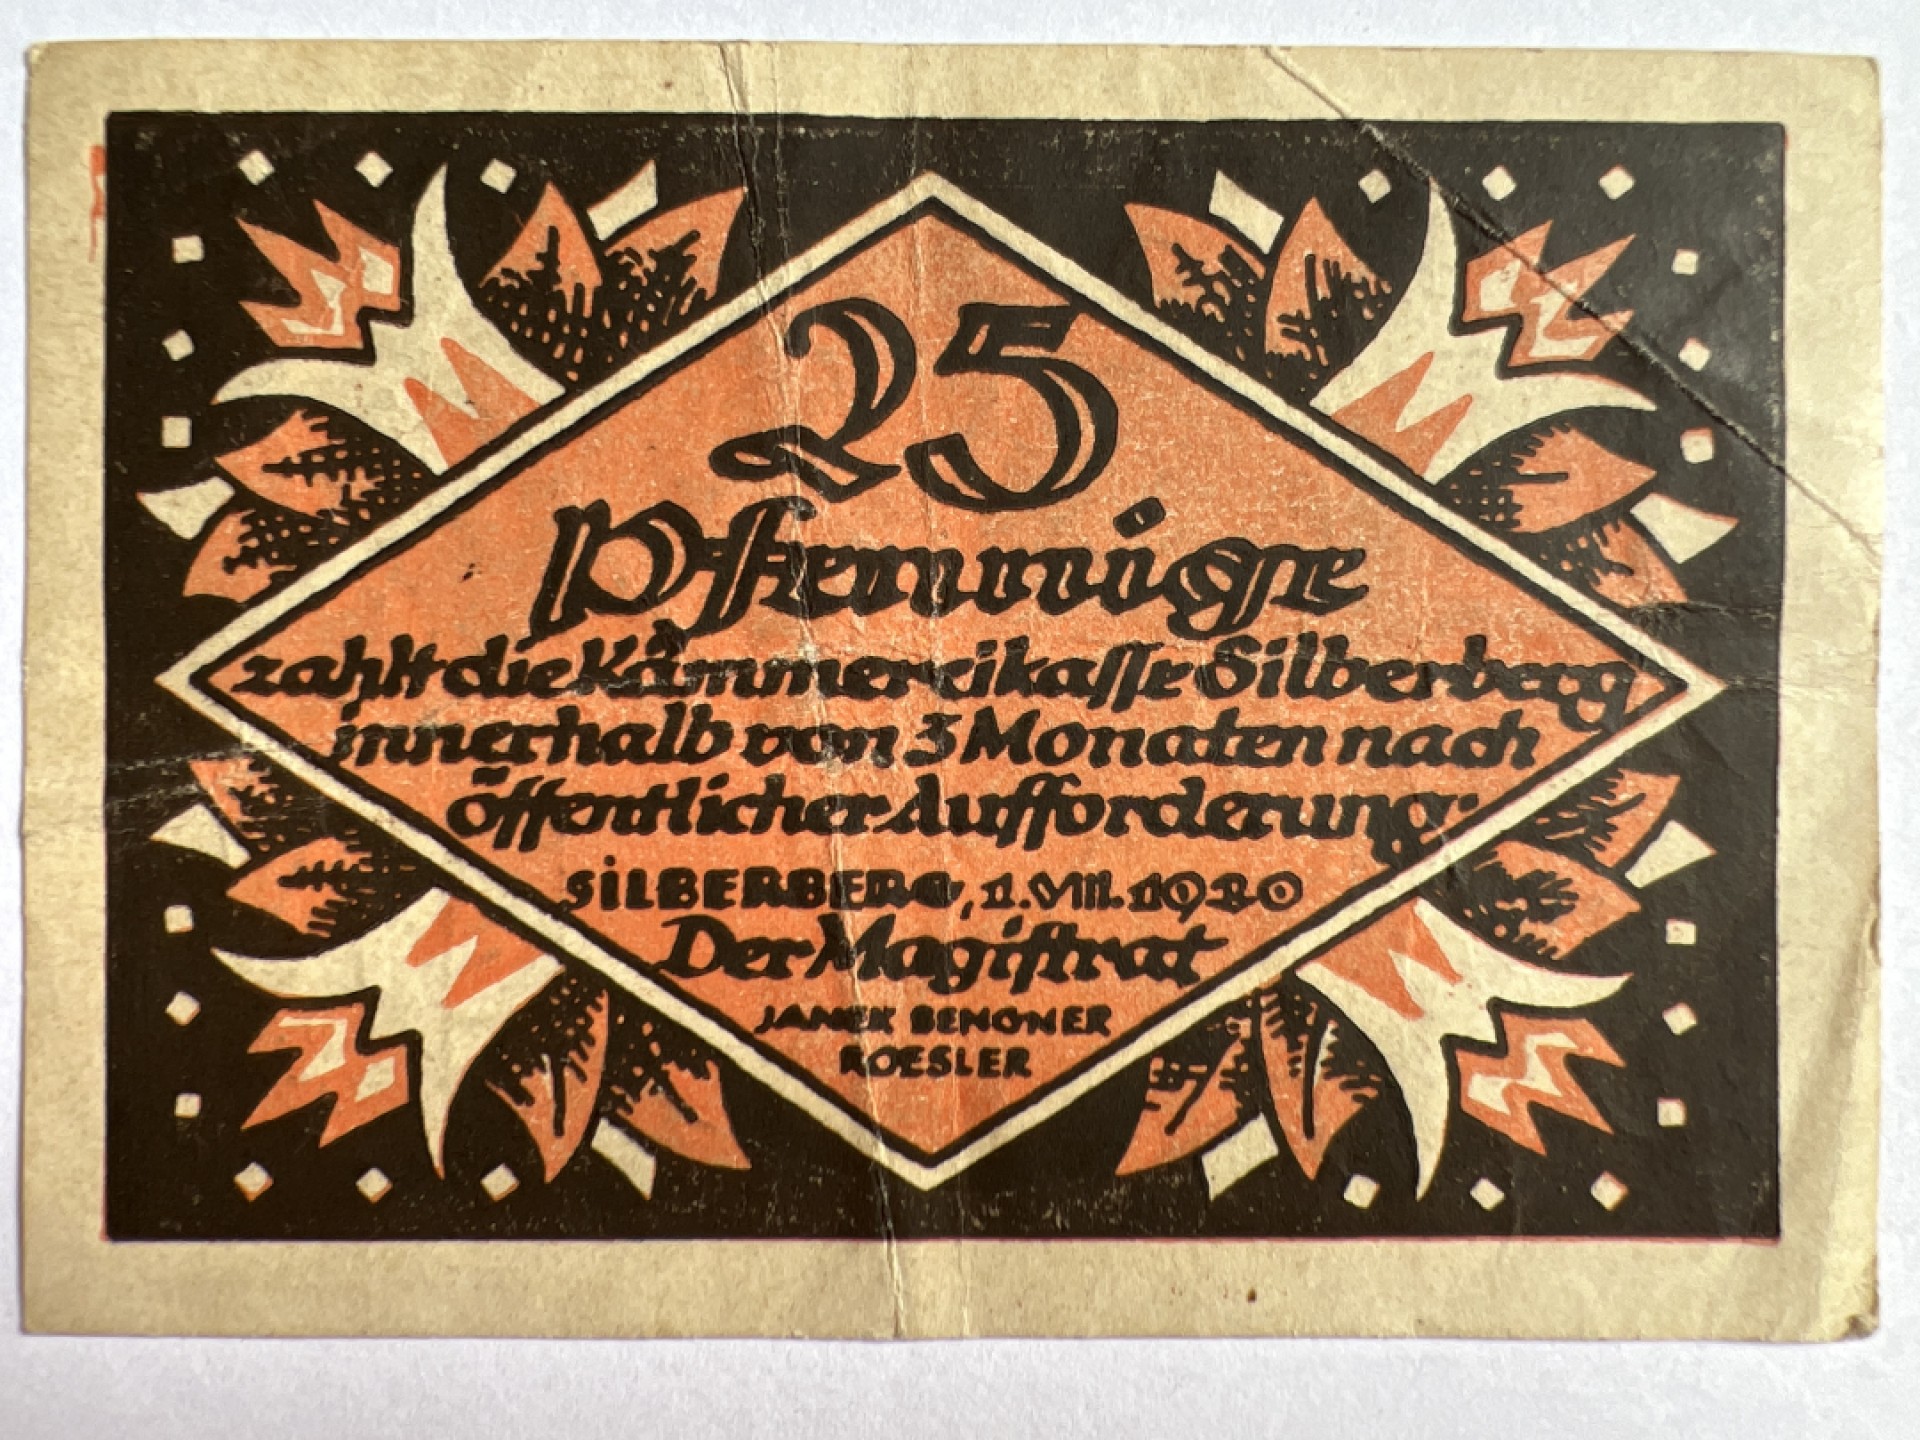 25
Pfennige
zahlt die Kämmereikasse Silberberg
innerhalb von 3 Monaten nach
öffentlicher Aufforderung.
SILBERBERG, 1.VIII.1920
Der Magistrat
JANEK BENGNER
ROESLER